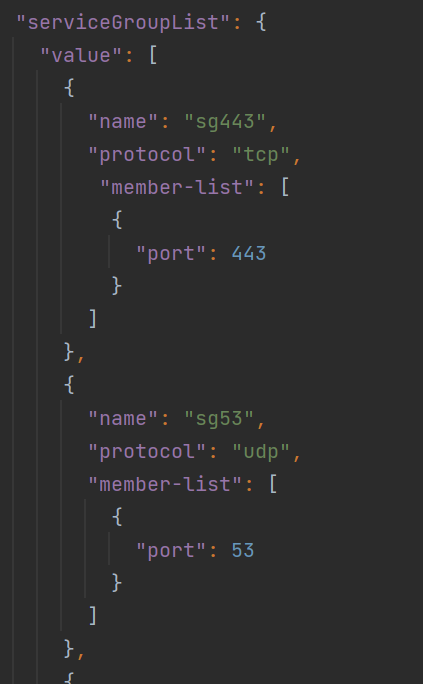 "serviceGroupList": {
"value": [
{
"name": "sg443",
"protocol": "tcp",
"member-list": [
{
"port": 443
}
]
},
{
"name": "sg53",
"protocol": "udp",
"member-list": [
{
"port": 53
}
]
},
{